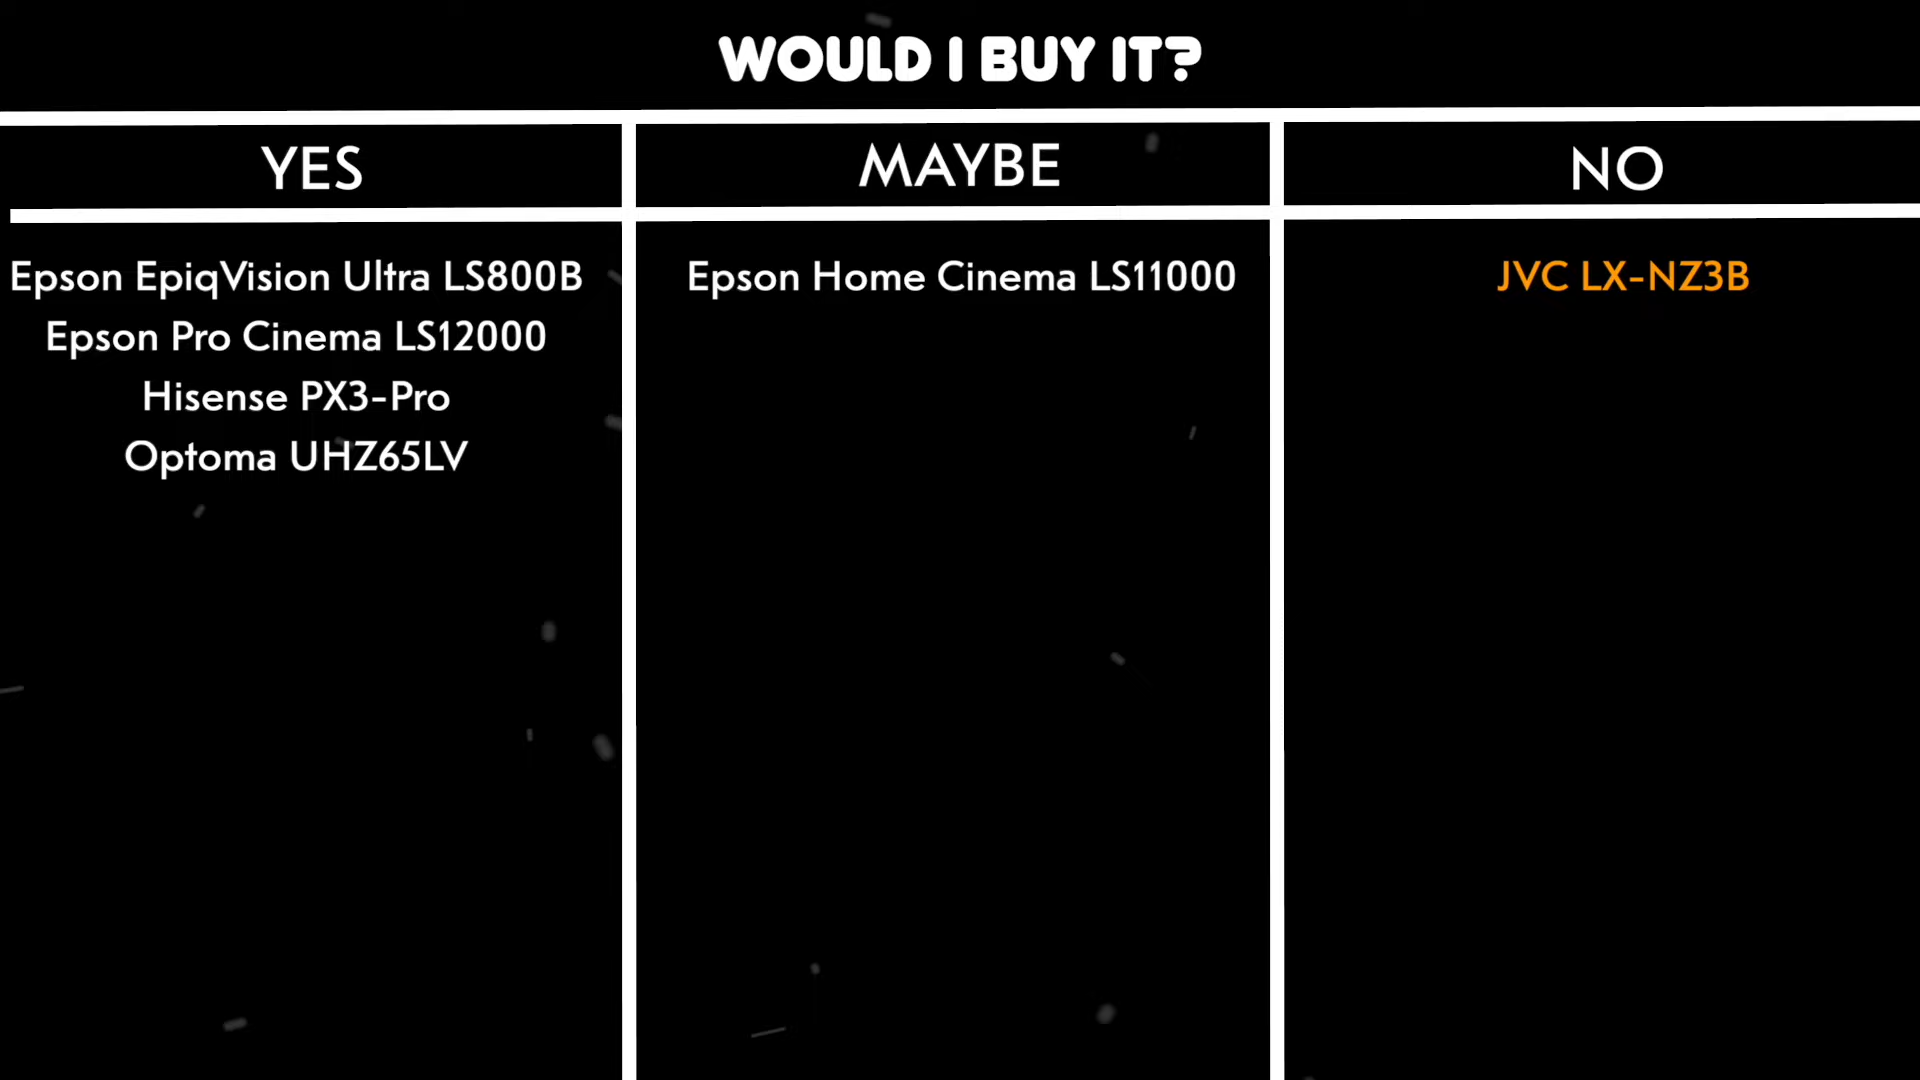 WOULD I BUY IT?
YES
MAYBE
NO
Epson EpiqVision Ultra LS800B
Epson Pro Cinema LS12000
Hisense PX3-Pro
Optoma UHZ65LV
Epson Home Cinema LS11000
JVC LX-NZ3B